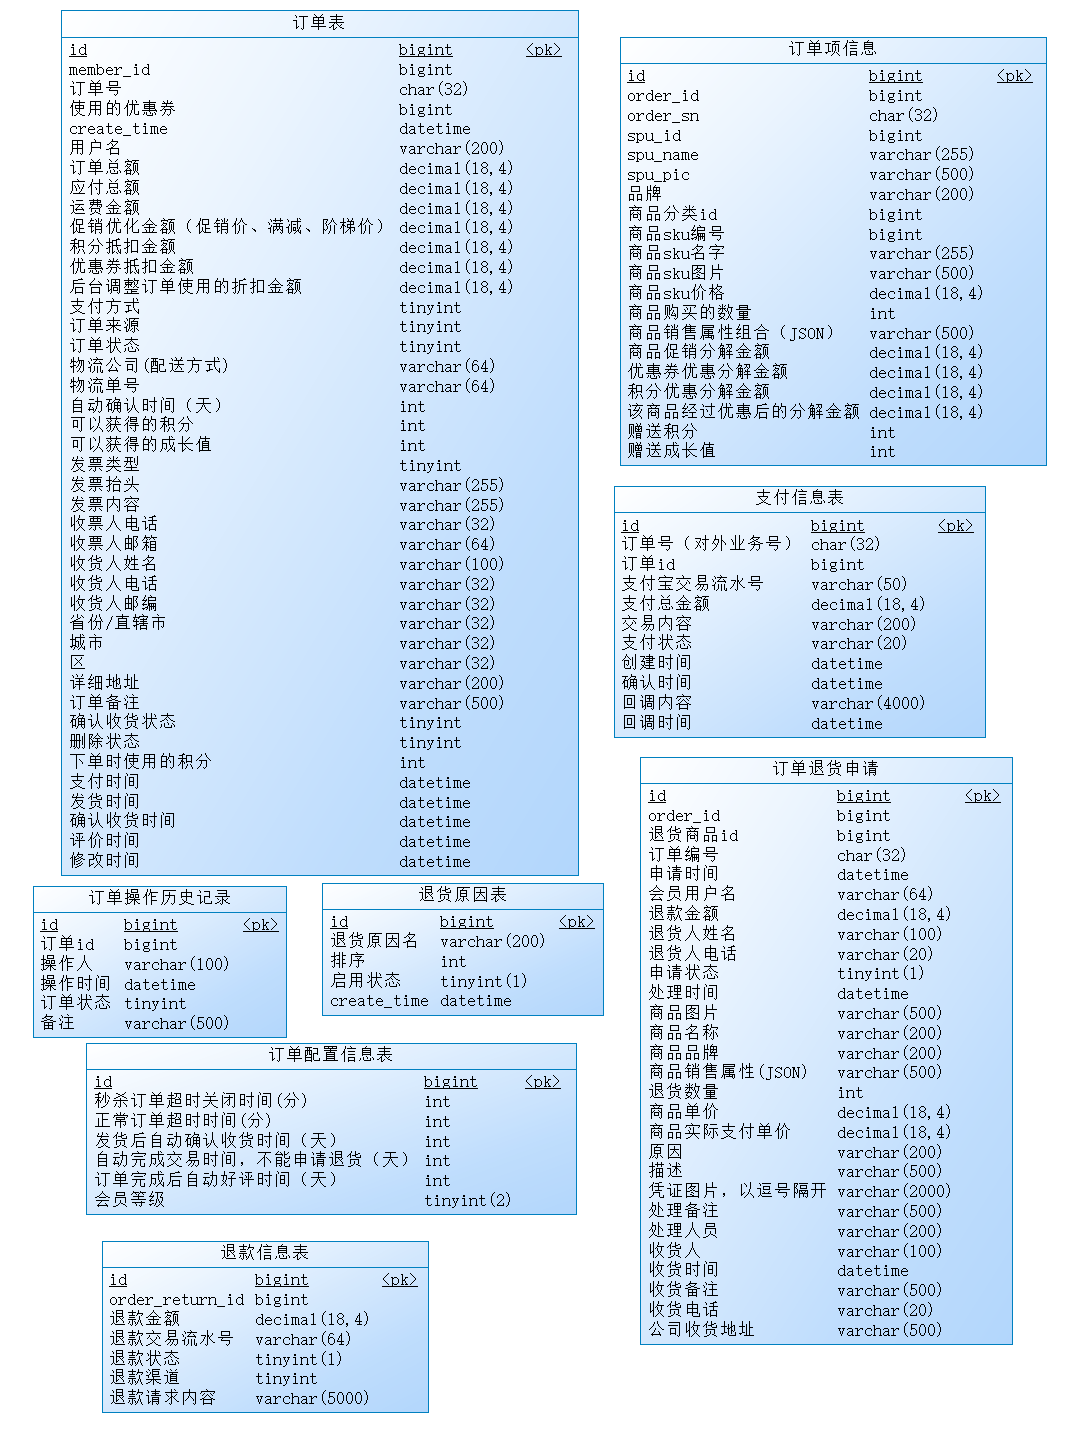 订单表
id bigint <pk>
member_id bigint
订单号 char(32)
使用的优惠券 bigint
create_time datetime
用户名 varchar(200)
订单总额 decimal(18,4)
应付总额 decimal(18,4)
运费金额 decimal(18,4)
促销优化金额（促销价、满减、阶梯价） decimal(18,4)
积分抵扣金额 decimal(18,4)
优惠券抵扣金额 decimal(18,4)
后台调整订单使用的折扣金额 decimal(18,4)
支付方式 tinyint
订单来源 tinyint
订单状态 tinyint
物流公司(配送方式) varchar(64)
物流单号 varchar(64)
自动确认时间（天） int
可以获得的积分 int
可以获得的成长值 int
发票类型 tinyint
发票抬头 varchar(255)
发票内容 varchar(255)
收票人电话 varchar(32)
收票人邮箱 varchar(64)
收货人姓名 varchar(100)
收货人电话 varchar(32)
收货人邮编 varchar(32)
省份/直辖市 varchar(32)
城市 varchar(32)
区 varchar(32)
详细地址 varchar(200)
订单备注 varchar(500)
确认收货状态 tinyint
删除状态 tinyint
下单时使用的积分 int
支付时间 datetime
发货时间 datetime
确认收货时间 datetime
评价时间 datetime
修改时间 datetime
订单项信息
id bigint <pk>
order_id bigint
order_sn char(32)
spu_id bigint
spu_name varchar(255)
spu_pic varchar(500)
品牌 varchar(200)
商品分类id bigint
商品sku编号 bigint
商品sku名字 varchar(255)
商品sku图片 varchar(500)
商品sku价格 decimal(18,4)
商品购买的数量 int
商品销售属性组合（JSON） varchar(500)
商品促销分解金额 decimal(18,4)
优惠券优惠分解金额 decimal(18,4)
积分优惠分解金额 decimal(18,4)
该商品经过优惠后的分解金额 decimal(18,4)
赠送积分 int
赠送成长值 int
支付信息表
id bigint <pk>
订单号（对外业务号） char(32)
订单id bigint
支付宝交易流水号 varchar(50)
支付总金额 decimal(18,4)
交易内容 varchar(200)
支付状态 varchar(20)
创建时间 datetime
确认时间 datetime
回调内容 varchar(4000)
回调时间 datetime
订单退货申请
id bigint <pk>
order_id bigint
退货商品id bigint
订单编号 char(32)
申请时间 datetime
会员用户名 varchar(64)
退款金额 decimal(18,4)
退货人姓名 varchar(100)
退货人电话 varchar(20)
申请状态 tinyint(1)
处理时间 datetime
商品图片 varchar(500)
商品名称 varchar(200)
商品品牌 varchar(200)
商品销售属性(JSON) varchar(500)
退货数量 int
商品单价 decimal(18,4)
商品实际支付单价 decimal(18,4)
原因 varchar(200)
描述 varchar(500)
凭证图片，以逗号隔开 varchar(2000)
处理备注 varchar(500)
处理人员 varchar(200)
收货人 varchar(100)
收货时间 datetime
收货备注 varchar(500)
收货电话 varchar(20)
公司收货地址 varchar(500)
订单操作历史记录
id bigint <pk>
订单id bigint
操作人 varchar(100)
操作时间 datetime
订单状态 tinyint
备注 varchar(500)
退货原因表
id bigint <pk>
退货原因名 varchar(200)
排序 int
启用状态 tinyint(1)
create_time datetime
订单配置信息表
id bigint <pk>
秒杀订单超时关闭时间(分) int
正常订单超时时间(分) int
发货后自动确认收货时间（天） int
自动完成交易时间，不能申请退货（天） int
订单完成后自动好评时间（天） int
会员等级 tinyint(2)
退款信息表
id bigint <pk>
order_return_id bigint
退款金额 decimal(18,4)
退款交易流水号 varchar(64)
退款状态 tinyint(1)
退款渠道 tinyint
退款请求内容 varchar(5000)